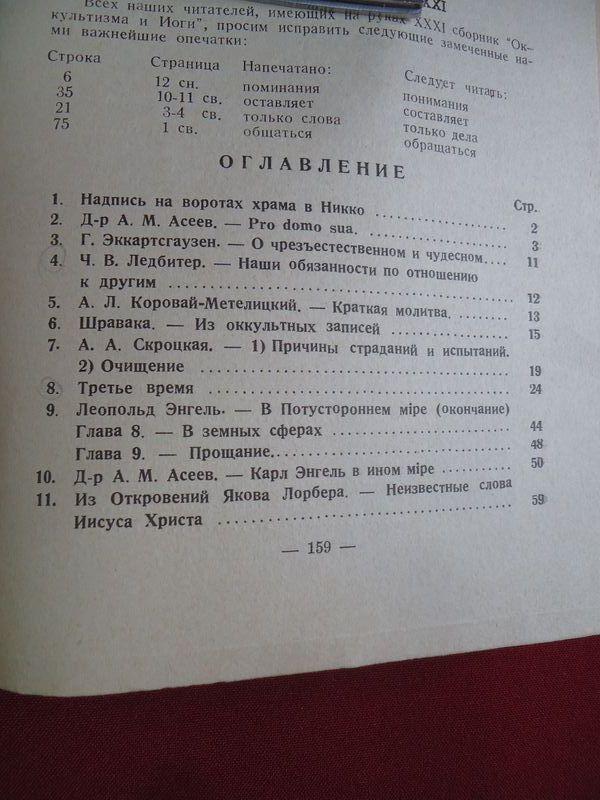 XXI
Всех наших читателей, имеющих на руках XXXI сборник "Ок-
культизма и Йоги", просим исправить следующие замеченные на-
ми важнейшие опечатки:
Строка Страница Напечатано: Следует читать:
6 12 сн. поминания понимания
35 10-11 св. оставляет составляет
21 3-4 св. только слова только дела
75 1 св. общаться обращаться
ОГЛАВЛЕНИЕ
Стр.
1. Надпись на воротах храма в Никко 2
2. Д-р А. М. Асеев. — Pro domo sua. 3
3. Г. Эккартсгаузен. — О чрезъестественном и чудесном 11
4. Ч. В. Ледбитер. — Наши обязанности по отношению
к другим 12
5. А. Л. Коровай-Метелицкий. — Краткая молитва. 13
6. Шравака. — Из оккультных записей 15
7. А. А. Скроцкая. — 1) Причины страданий и испытаний.
2) Очищение 19
8. Третье время 24
9. Леопольд Энгель. — В Потустороннем мiре (окончание)
Глава 8. — В земных сферах 44
Глава 9. — Прощание 48
10. Д-р А. М. Асеев. — Карл Энгель в ином мiре 50
11. Из Откровений Якова Лорбера. — Неизвестные слова
Иисуса Христа 59
— 159 —